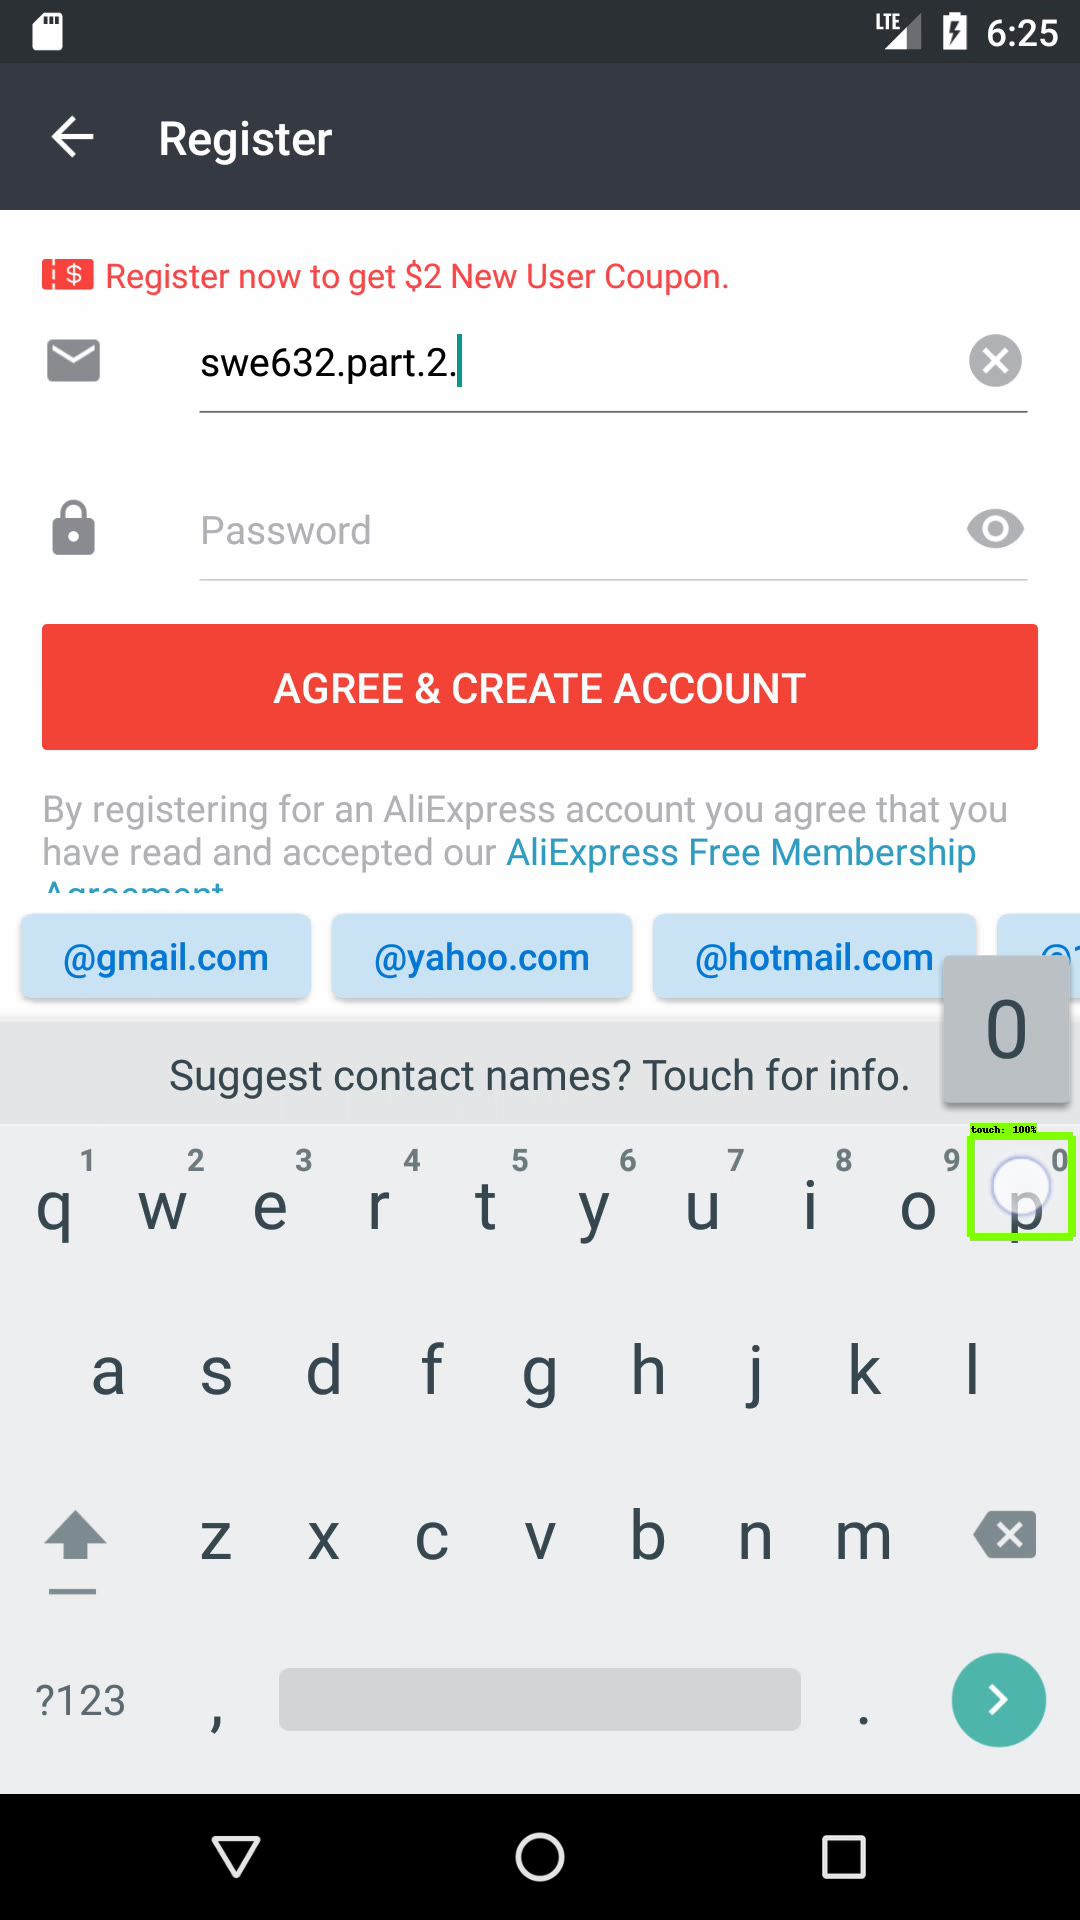 LTE 6:25
Register
Register now to get $2 New User Coupon.
swe632.part.2.
Password
AGREE & CREATE ACCOUNT
By registering for an AliExpress account you agree that you
have read and accepted our AliExpress Free Membership
Agreement
@gmail.com @yahoo.com @hotmail.com
0
Suggest contact names? Touch for info.
touch: 100%
1 2 3 4 5 6 7 8 9 0
q w e r t y u i o p
a s d f g h j k l
z x c v b n m
?123 , .